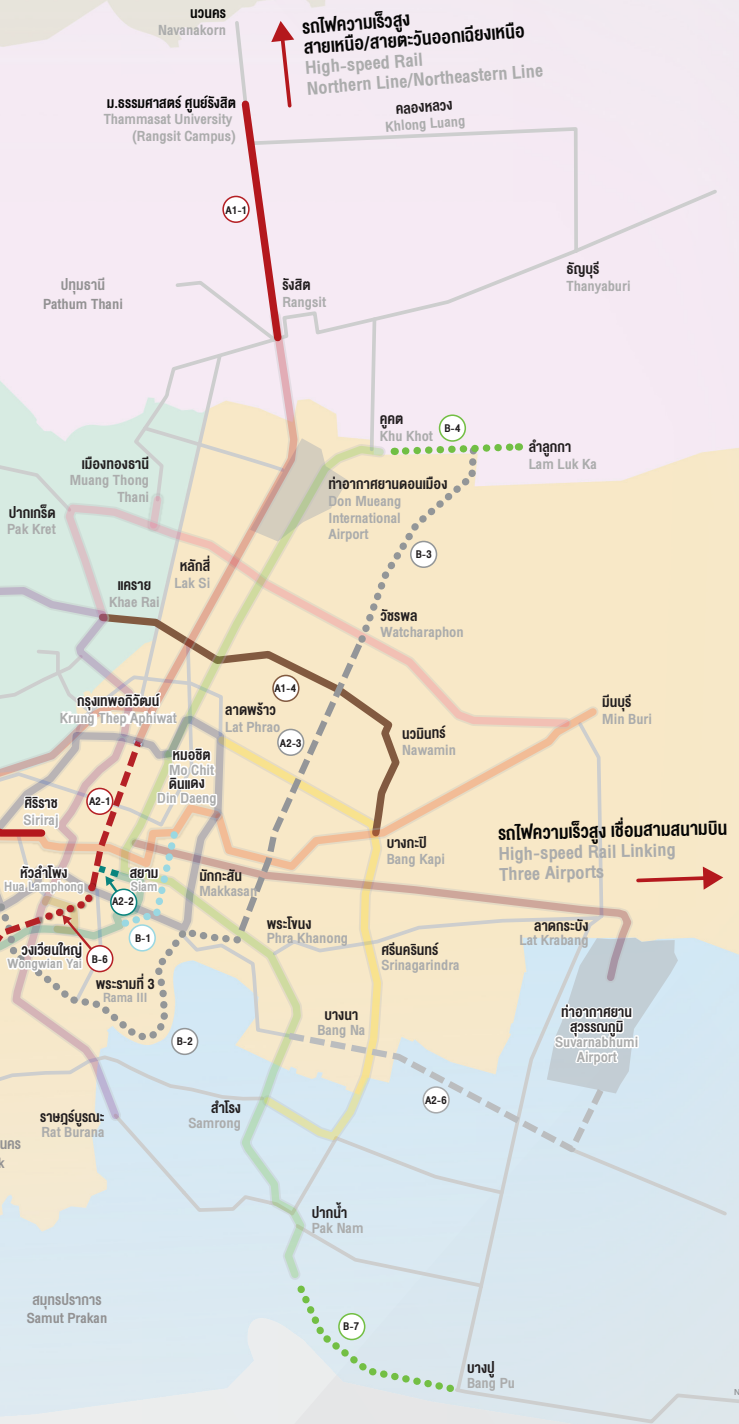 นวนคร
Navanakorn
รถไฟความเร็วสูง
สายเหนือ/สายตะวันออกเฉียงเหนือ
High-speed Rail
Northern Line/Northeastern Line
ม.ธรรมศาสตร์ ศูนย์รังสิต
Thammasat University
(Rangsit Campus)
คลองหลวง
Khlong Luang
A1-1
ปทุมธานี
Pathum Thani
รังสิต
Rangsit
ธัญบุรี
Thanyaburi
คูคต
Khu Khot
B-4
ลำลูกกา
Lam Luk Ka
เมืองทองธานี
Muang Thong
Thani
ท่าอากาศยานดอนเมือง
Don Mueang
International
Airport
ปากเกร็ด
Pak Kret
B-3
หลักสี่
Lak Si
แคราย
Khae Rai
วัชรพล
Watcharaphon
A1-4
กรุงเทพอภิวัฒน์
Krung Thep Aphiwat
ลาดพร้าว
Lat Phrao
A2-3
นวมินทร์
Nawamin
มีนบุรี
Min Buri
หมอชิต
Mo Chit
ดินแดง
Din Daeng
ศิริราช
Siriraj
A2-1
บางกะปิ
Bang Kapi
รถไฟความเร็วสูง เชื่อมสามสนามบิน
High-speed Rail Linking
Three Airports
หัวลำโพง
Hua Lamphong
สยาม
Siam
มักกะสัน
Makkasan
A2-2
B-1
พระโขนง
Phra Khanong
ลาดกระบัง
Lat Krabang
วงเวียนใหญ่
Wongwian Yai
B-6
ศรีนครินทร์
Srinagarindra
พระรามที่ 3
Rama III
บางนา
Bang Na
ท่าอากาศยาน
สุวรรณภูมิ
Suvarnabhumi
Airport
B-2
A2-6
ราษฎร์บูรณะ
Rat Burana
สำโรง
Samrong
นคร
k
ปากน้ำ
Pak Nam
สมุทรปราการ
Samut Prakan
B-7
บางปู
Bang Pu
N